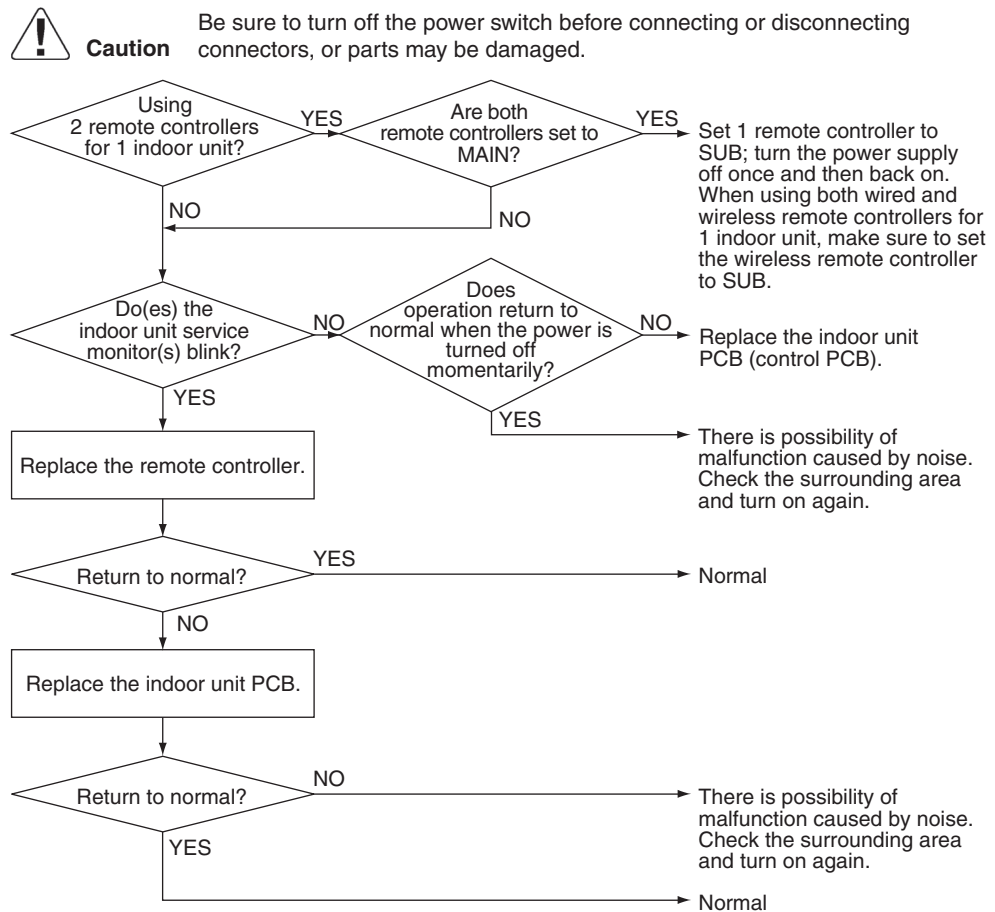 Caution
Be sure to turn off the power switch before connecting or disconnecting
connectors, or parts may be damaged.
Using
2 remote controllers
for 1 indoor unit?
YES
Are both
remote controllers set to
MAIN?
YES
Set 1 remote controller to
SUB; turn the power supply
off once and then back on.
When using both wired and
wireless remote controllers for
1 indoor unit, make sure to set
the wireless remote controller
to SUB.
NO
NO
Do(es) the
indoor unit service
monitor(s) blink?
NO
Does
operation return to
normal when the power is
turned off
momentarily?
NO
Replace the indoor unit
PCB (control PCB).
YES
YES
There is possibility of
malfunction caused by noise.
Check the surrounding area
and turn on again.
Replace the remote controller.
Return to normal?
YES
Normal
NO
Replace the indoor unit PCB.
Return to normal?
NO
There is possibility of
malfunction caused by noise.
Check the surrounding area
and turn on again.
YES
Normal